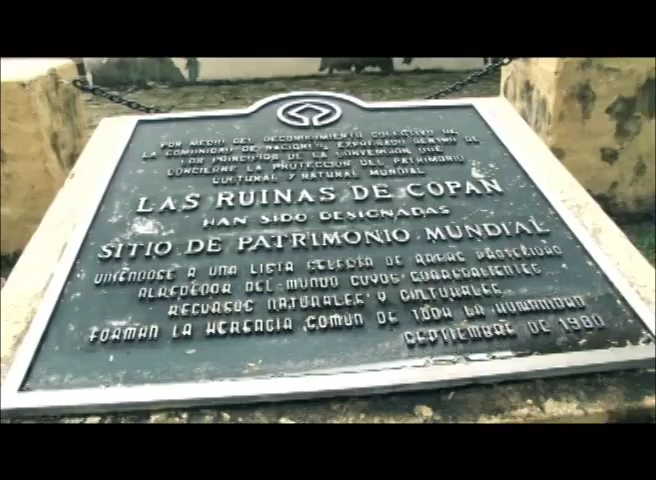 POR MEDIO DEL RECONOCIMIENTO COLECTIVO DE
LA COMUNIDAD DE NACIONES, EXPRESADO DENTRO DE
LOS PRINCIPIOS DE LA CONVENCION QUE
CONCIERNE LA PROTECCION DEL PATRIMONIO
CULTURAL Y NATURAL MUNDIAL
LAS RUINAS DE COPAN
HAN SIDO DESIGNADAS
SITIO DE PATRIMONIO MUNDIAL
UNIENDOSE A UNA LISTA SELECTA DE AREAS PROTEGIDAS
ALREDEDOR DEL MUNDO CUYOS
RECURSOS NATURALES Y CULTURALES
FORMAN LA HERENCIA COMUN DE TODA LA HUMANIDAD
SEPTIEMBRE DE 1980